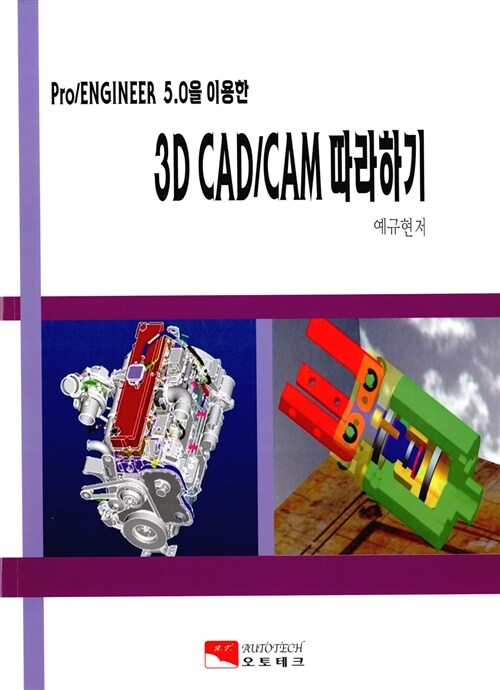 Pro/ENGINEER 5.0을 이용한
3D CAD/CAM 따라하기
예규현 저
A.T. AUTOTECH
오토테크